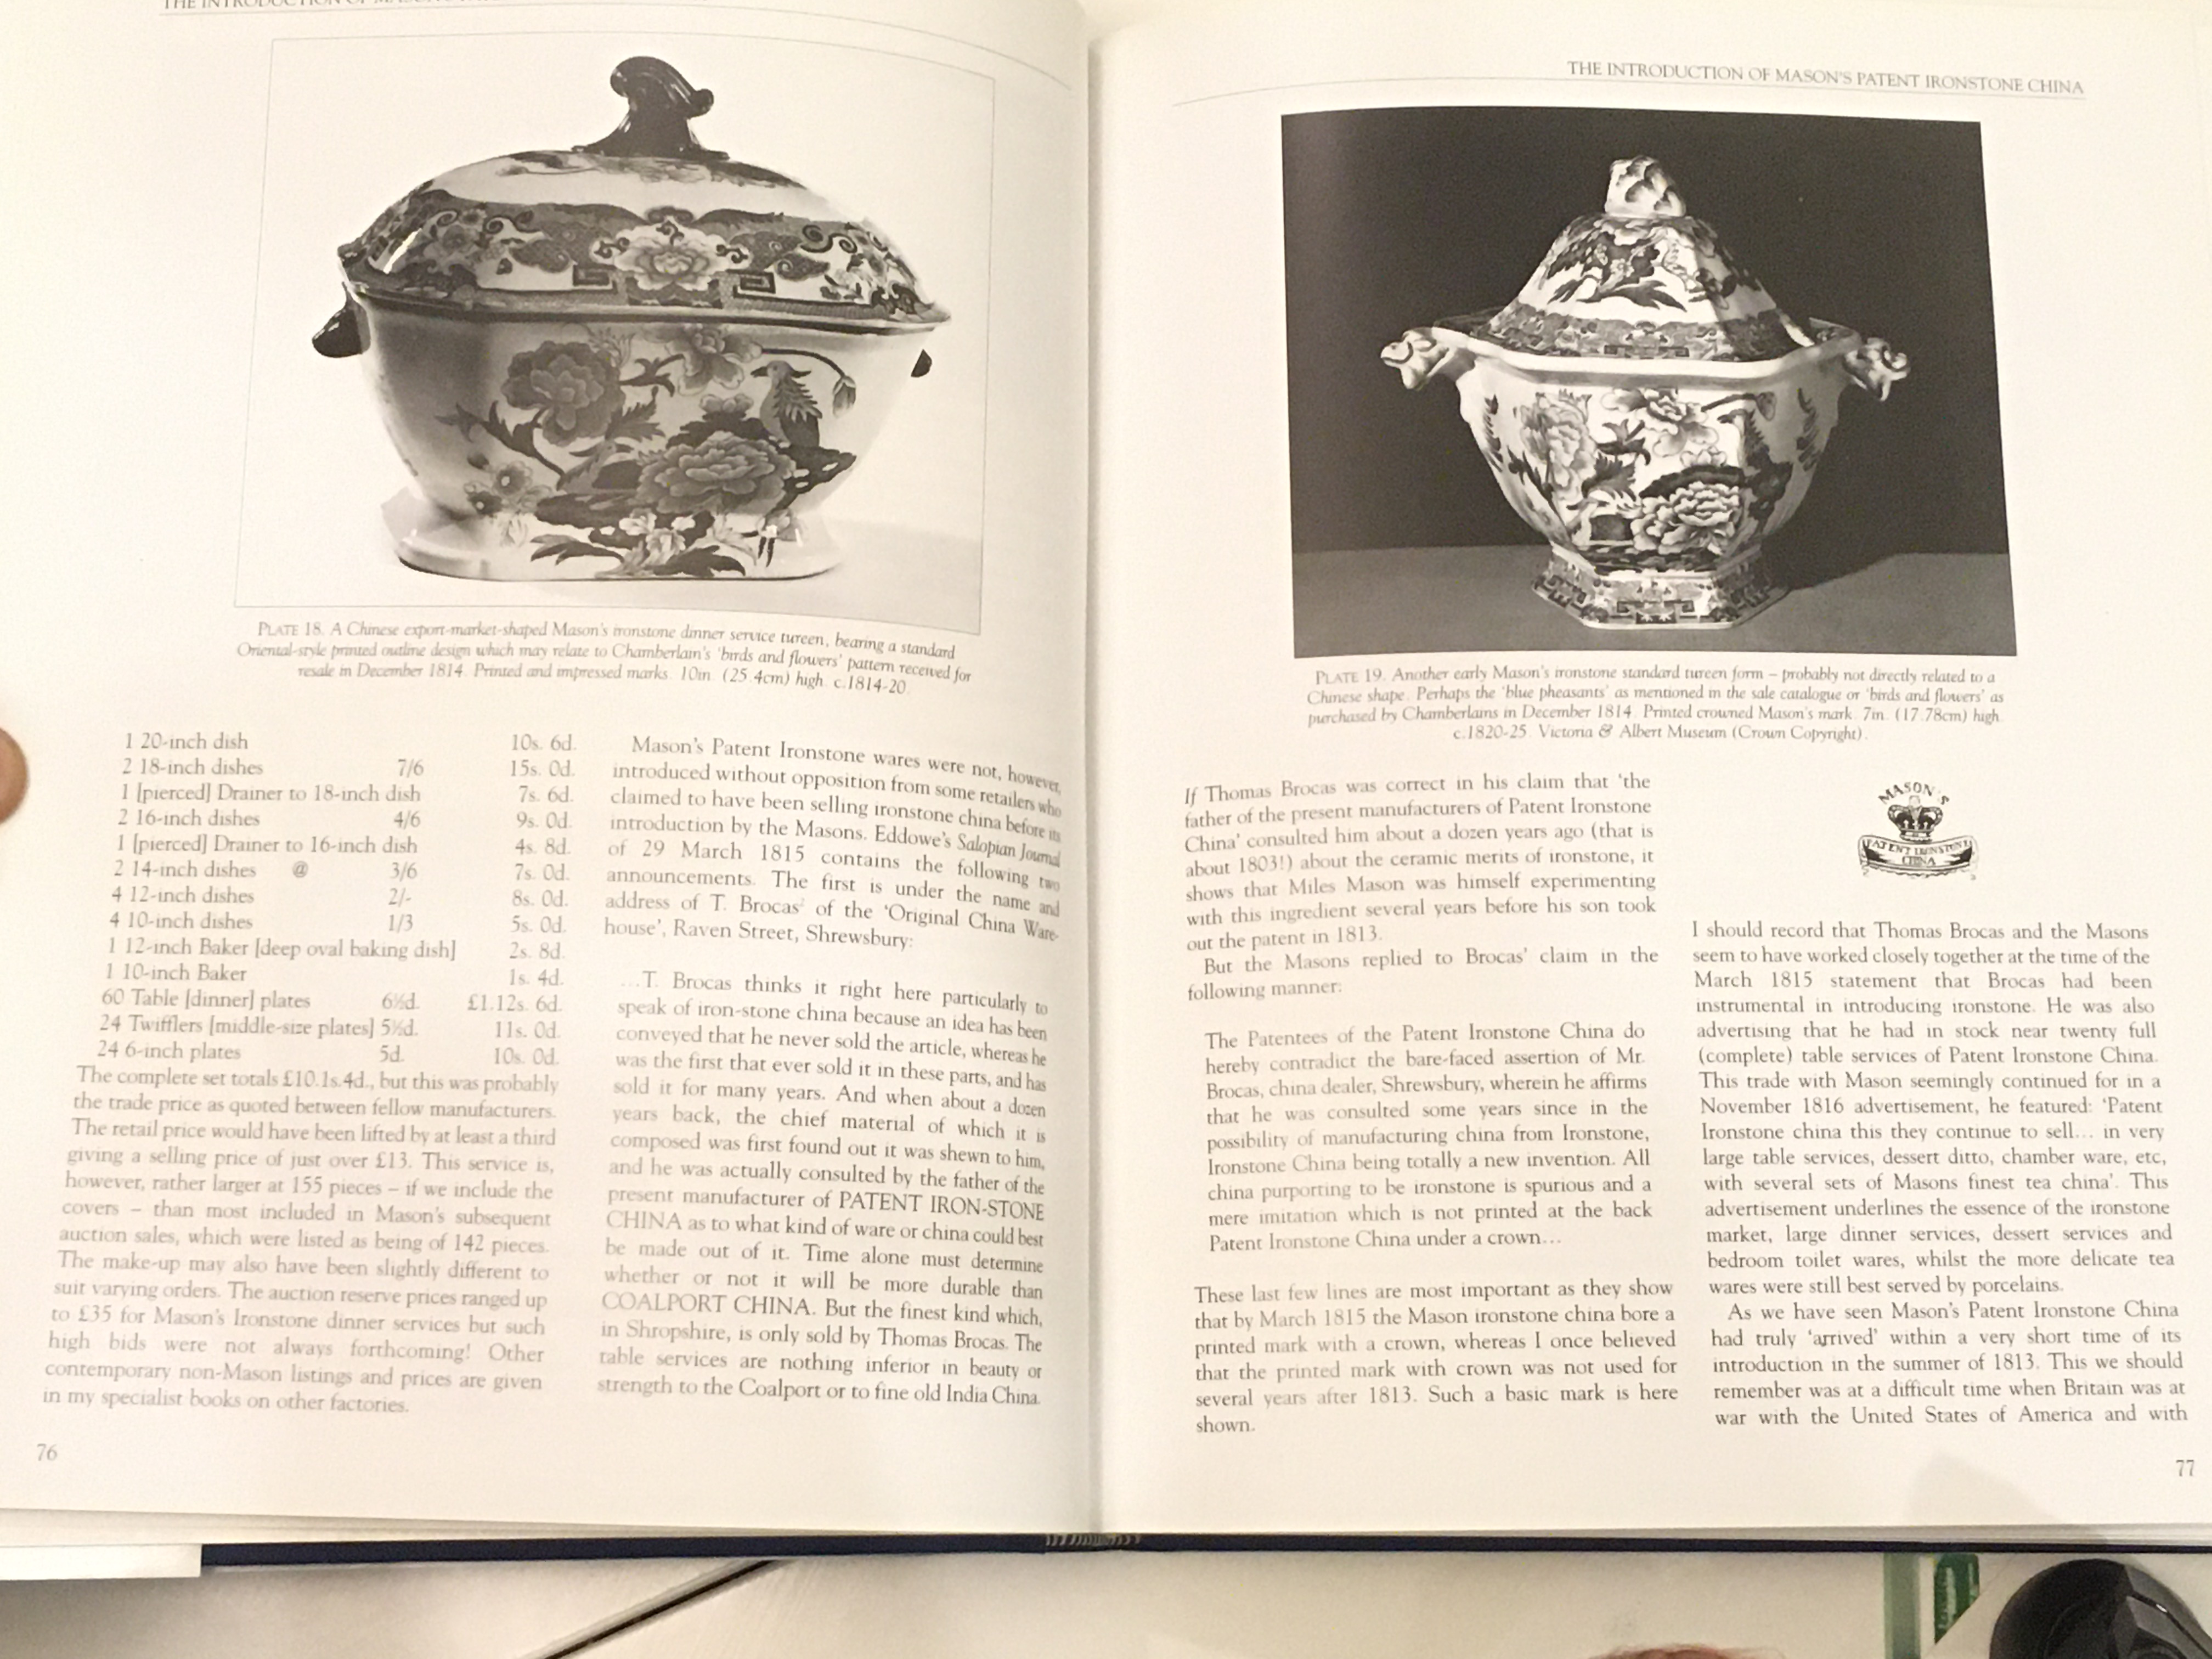 PLATE 18. A Chinese export-market-shaped Mason's ironstone dinner service tureen, bearing a standard
Oriental-style printed outline design which may relate to Chamberlain's 'birds and flowers' pattern received for
resale in December 1814. Printed and impressed marks. 10in. (25.4cm) high. c.1814-20.
1 20-inch dish 10s. 6d.
2 18-inch dishes 7/6 15s. 0d.
1 [pierced] Drainer to 18-inch dish 7s. 6d.
2 16-inch dishes 4/6 9s. 0d.
1 [pierced] Drainer to 16-inch dish 4s. 8d.
2 14-inch dishes @ 3/6 7s. 0d.
4 12-inch dishes 2/- 8s. 0d.
4 10-inch dishes 1/3 5s. 0d.
1 12-inch Baker [deep oval baking dish] 2s. 8d.
1 10-inch Baker 1s. 4d.
60 Table [dinner] plates 6½d. £1.12s. 6d.
24 Twifflers [middle-size plates] 5½d. 11s. 0d.
24 6-inch plates 5d. 10s. 0d.
The complete set totals £10.1s.4d., but this was probably
the trade price as quoted between fellow manufacturers.
The retail price would have been lifted by at least a third
giving a selling price of just over £13. This service is,
however, rather larger at 155 pieces – if we include the
covers – than most included in Mason's subsequent
auction sales, which were listed as being of 142 pieces.
The make-up may also have been slightly different to
suit varying orders. The auction reserve prices ranged up
to £35 for Mason's Ironstone dinner services but such
high bids were not always forthcoming! Other
contemporary non-Mason listings and prices are given
in my specialist books on other factories.
76
Mason's Patent Ironstone wares were not, however,
introduced without opposition from some retailers who
claimed to have been selling ironstone china before its
introduction by the Masons. Eddowe's Salopian Journal
of 29 March 1815 contains the following two
announcements. The first is under the name and
address of T. Brocas² of the 'Original China Ware-
house', Raven Street, Shrewsbury:
...T. Brocas thinks it right here particularly to
speak of iron-stone china because an idea has been
conveyed that he never sold the article, whereas he
was the first that ever sold it in these parts, and has
sold it for many years. And when about a dozen
years back, the chief material of which it is
composed was first found out it was shewn to him,
and he was actually consulted by the father of the
present manufacturer of PATENT IRON-STONE
CHINA as to what kind of ware or china could best
be made out of it. Time alone must determine
whether or not it will be more durable than
COALPORT CHINA. But the finest kind which,
in Shropshire, is only sold by Thomas Brocas. The
table services are nothing inferior in beauty or
strength to the Coalport or to fine old India China.
THE INTRODUCTION OF MASON'S PATENT IRONSTONE CHINA
PLATE 19. Another early Mason's ironstone standard tureen form – probably not directly related to a
Chinese shape. Perhaps the 'blue pheasants' as mentioned in the sale catalogue or 'birds and flowers' as
purchased by Chamberlains in December 1814. Printed crowned Mason's mark. 7in. (17.78cm) high.
c.1820-25. Victoria & Albert Museum (Crown Copyright).
If Thomas Brocas was correct in his claim that 'the
father of the present manufacturers of Patent Ironstone
China' consulted him about a dozen years ago (that is
about 1803!) about the ceramic merits of ironstone, it
shows that Miles Mason was himself experimenting
with this ingredient several years before his son took
out the patent in 1813.
But the Masons replied to Brocas' claim in the
following manner:
The Patentees of the Patent Ironstone China do
hereby contradict the bare-faced assertion of Mr.
Brocas, china dealer, Shrewsbury, wherein he affirms
that he was consulted some years since in the
possibility of manufacturing china from Ironstone,
Ironstone China being totally a new invention. All
china purporting to be ironstone is spurious and a
mere imitation which is not printed at the back
Patent Ironstone China under a crown...
These last few lines are most important as they show
that by March 1815 the Mason ironstone china bore a
printed mark with a crown, whereas I once believed
that the printed mark with crown was not used for
several years after 1813. Such a basic mark is here
shown.
MASON'S
PATENT IRONSTONE
CHINA
I should record that Thomas Brocas and the Masons
seem to have worked closely together at the time of the
March 1815 statement that Brocas had been
instrumental in introducing ironstone. He was also
advertising that he had in stock near twenty full
(complete) table services of Patent Ironstone China.
This trade with Mason seemingly continued for in a
November 1816 advertisement, he featured: 'Patent
Ironstone china this they continue to sell... in very
large table services, dessert ditto, chamber ware, etc,
with several sets of Masons finest tea china'. This
advertisement underlines the essence of the ironstone
market, large dinner services, dessert services and
bedroom toilet wares, whilst the more delicate tea
wares were still best served by porcelains.
As we have seen Mason's Patent Ironstone China
had truly 'arrived' within a very short time of its
introduction in the summer of 1813. This we should
remember was at a difficult time when Britain was at
war with the United States of America and with
77